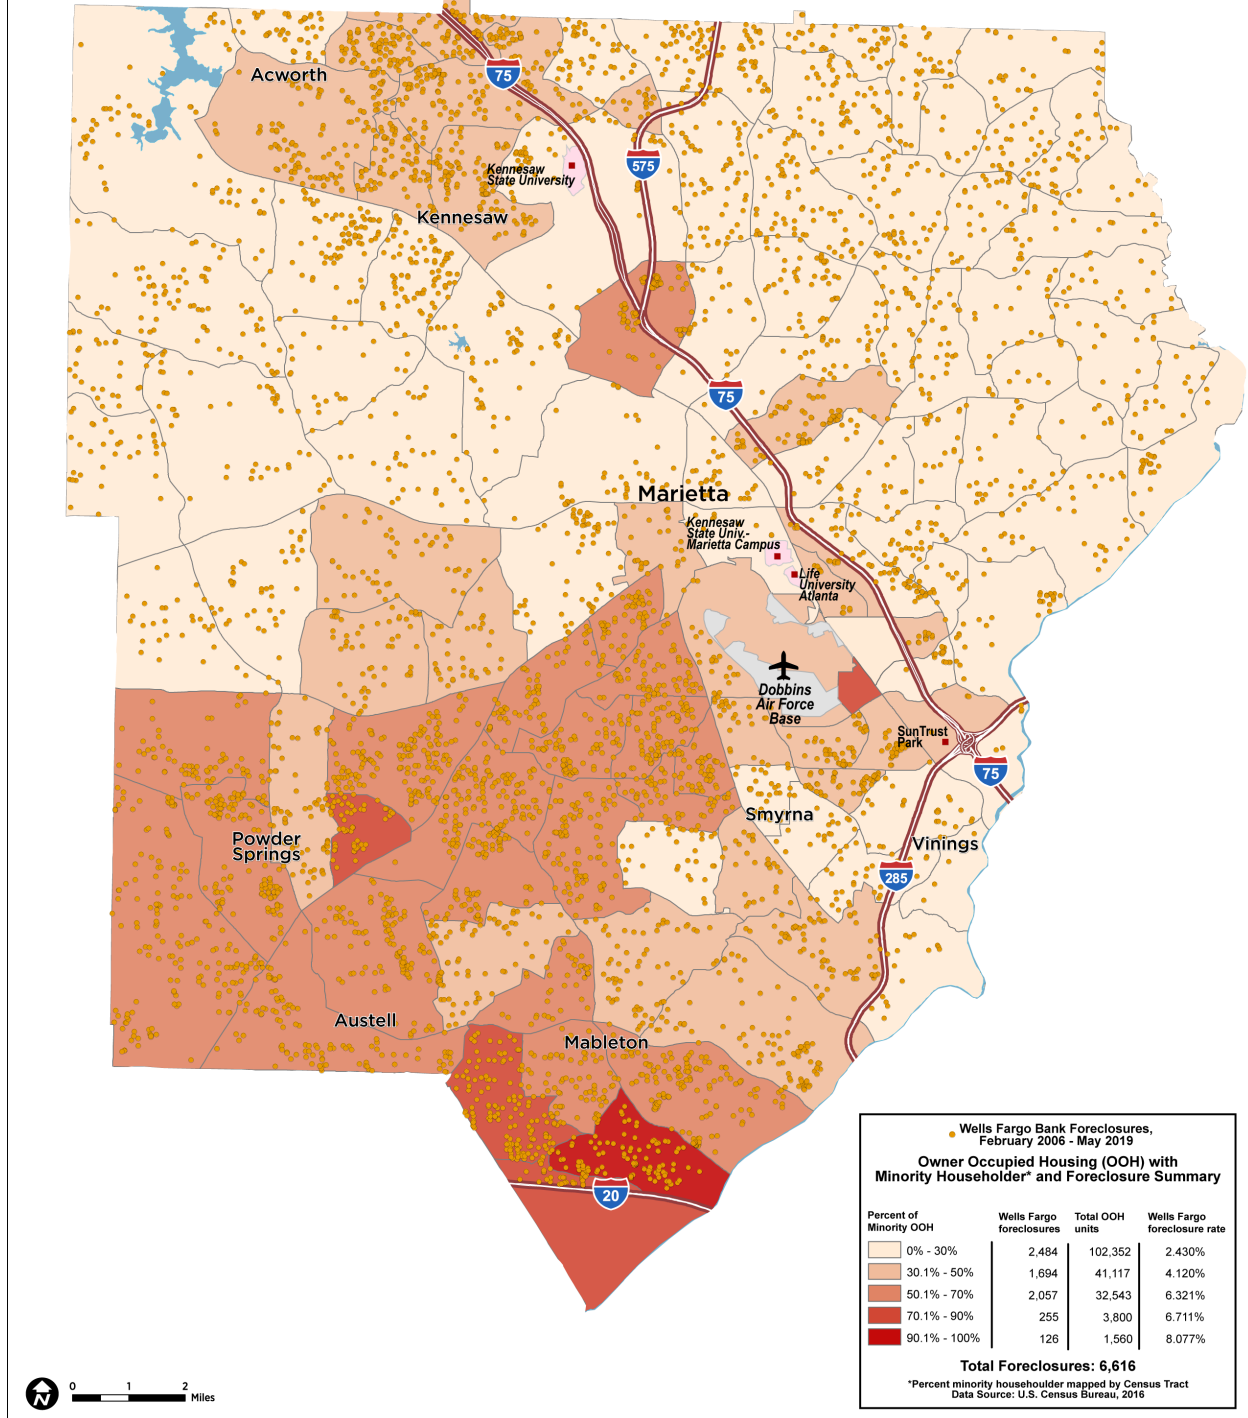 Acworth
75
575
Kennesaw
State University
Kennesaw
75
Marietta
Kennesaw
State Univ.-
Marietta Campus
Life
University
Atlanta
Dobbins
Air Force
Base
SunTrust
Park
75
Smyrna
Powder
Springs
Vinings
285
Austell
Mableton
20
Wells Fargo Bank Foreclosures,
February 2006 - May 2019
Owner Occupied Housing (OOH) with
Minority Householder* and Foreclosure Summary
Percent of Minority OOH Wells Fargo foreclosures Total OOH units Wells Fargo foreclosure rate
0% - 30% 2,484 102,352 2.430%
30.1% - 50% 1,694 41,117 4.120%
50.1% - 70% 2,057 32,543 6.321%
70.1% - 90% 255 3,800 6.711%
90.1% - 100% 126 1,560 8.077%
Total Foreclosures: 6,616
*Percent minority househoulder mapped by Census Tract
Data Source: U.S. Census Bureau, 2016
N
0 1 2
Miles